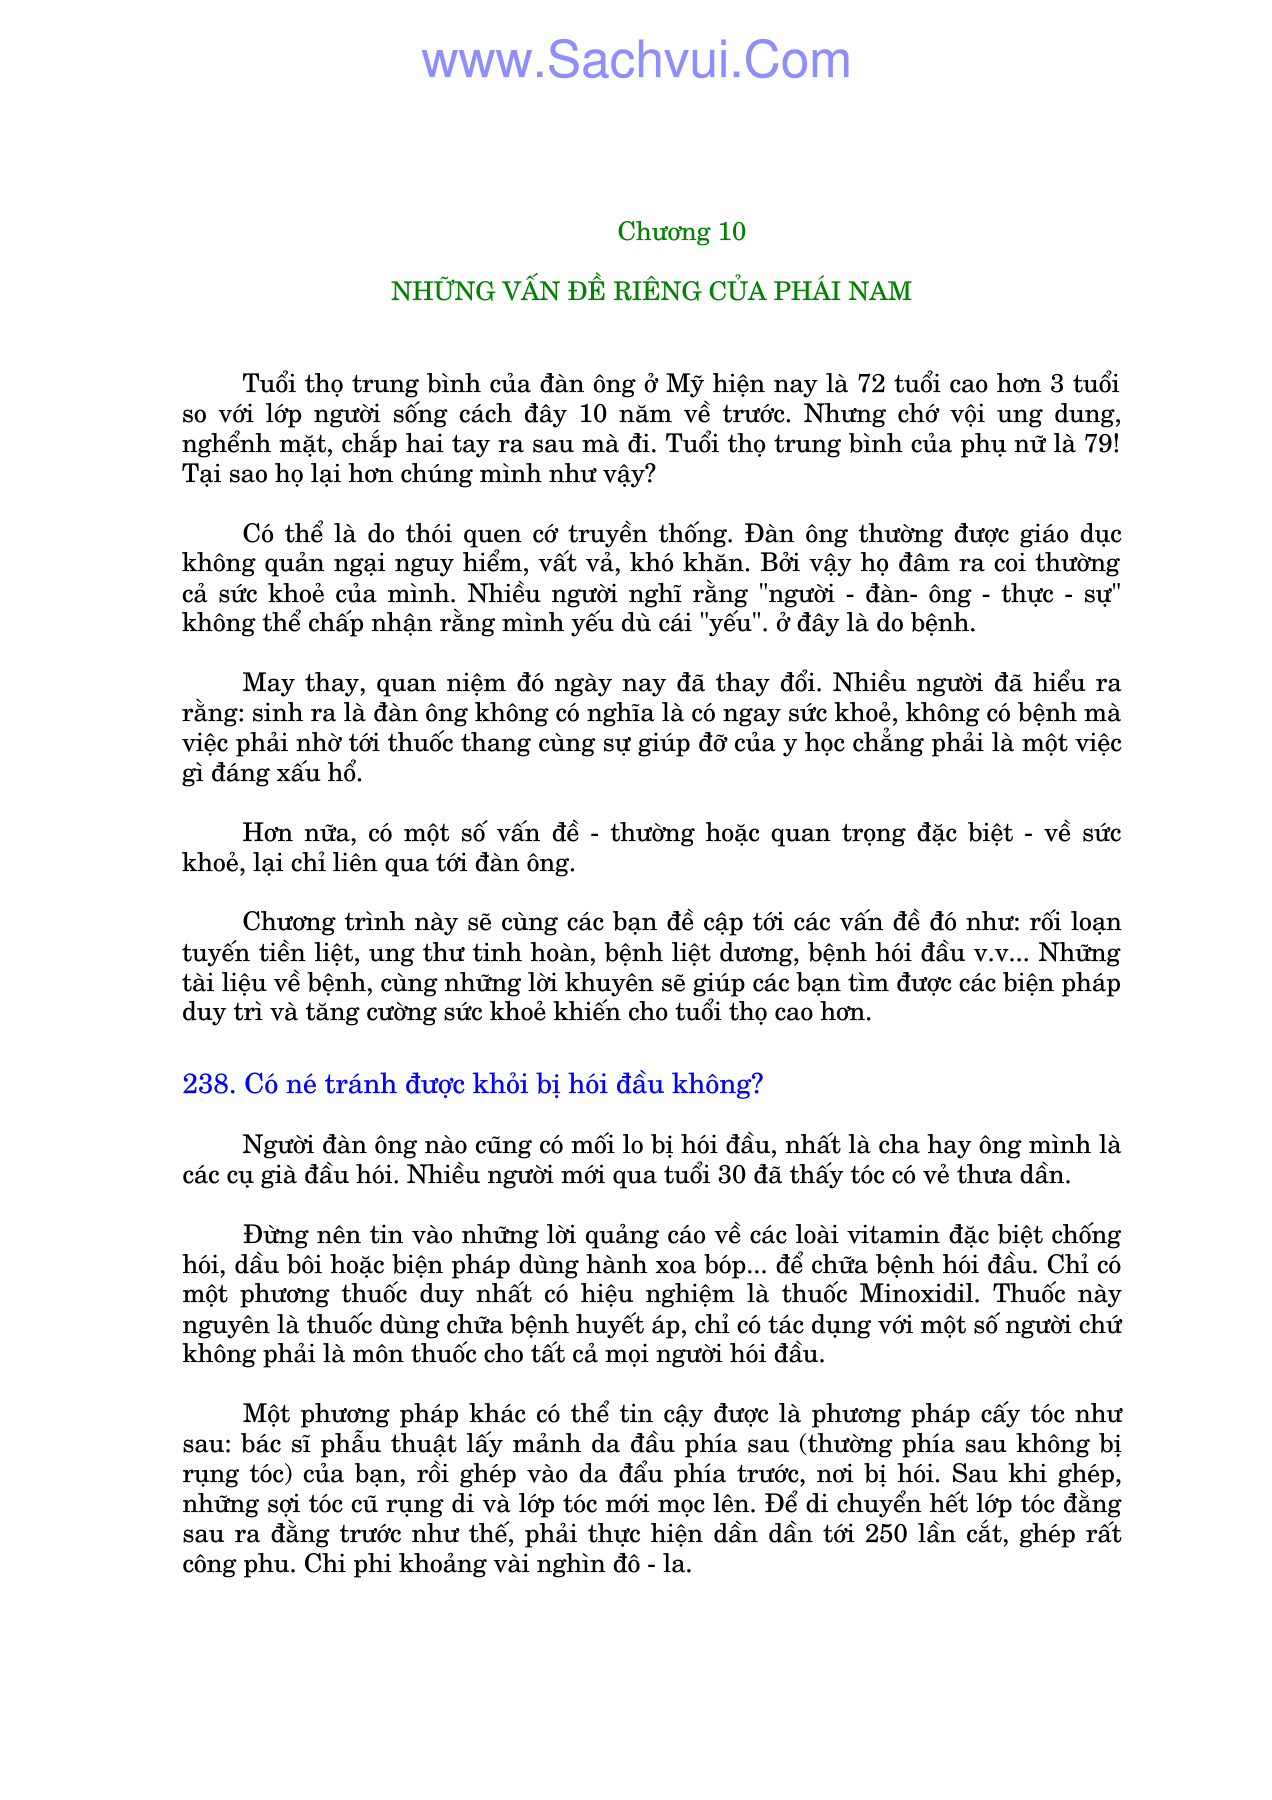 www.Sachvui.Com
Chương 10
NHỮNG VẤN ĐỀ RIÊNG CỦA PHÁI NAM
Tuổi thọ trung bình của đàn ông ở Mỹ hiện nay là 72 tuổi cao hơn 3 tuổi
so với lớp người sống cách đây 10 năm về trước. Nhưng chớ vội ung dung,
nghểnh mặt, chắp hai tay ra sau mà đi. Tuổi thọ trung bình của phụ nữ là 79!
Tại sao họ lại hơn chúng mình như vậy?
Có thể là do thói quen cớ truyền thống. Đàn ông thường được giáo dục
không quản ngại nguy hiểm, vất vả, khó khăn. Bởi vậy họ đâm ra coi thường
cả sức khoẻ của mình. Nhiều người nghĩ rằng "người - đàn- ông - thực - sự"
không thể chấp nhận rằng mình yếu dù cái "yếu". ở đây là do bệnh.
May thay, quan niệm đó ngày nay đã thay đổi. Nhiều người đã hiểu ra
rằng: sinh ra là đàn ông không có nghĩa là có ngay sức khoẻ, không có bệnh mà
việc phải nhờ tới thuốc thang cùng sự giúp đỡ của y học chẳng phải là một việc
gì đáng xấu hổ.
Hơn nữa, có một số vấn đề - thường hoặc quan trọng đặc biệt - về sức
khoẻ, lại chỉ liên qua tới đàn ông.
Chương trình này sẽ cùng các bạn đề cập tới các vấn đề đó như: rối loạn
tuyến tiền liệt, ung thư tinh hoàn, bệnh liệt dương, bệnh hói đầu v.v... Những
tài liệu về bệnh, cùng những lời khuyên sẽ giúp các bạn tìm được các biện pháp
duy trì và tăng cường sức khoẻ khiến cho tuổi thọ cao hơn.
238. Có né tránh được khỏi bị hói đầu không?
Người đàn ông nào cũng có mối lo bị hói đầu, nhất là cha hay ông mình là
các cụ già đầu hói. Nhiều người mới qua tuổi 30 đã thấy tóc có vẻ thưa dần.
Đừng nên tin vào những lời quảng cáo về các loài vitamin đặc biệt chống
hói, dầu bôi hoặc biện pháp dùng hành xoa bóp... để chữa bệnh hói đầu. Chỉ có
một phương thuốc duy nhất có hiệu nghiệm là thuốc Minoxidil. Thuốc này
nguyên là thuốc dùng chữa bệnh huyết áp, chỉ có tác dụng với một số người chứ
không phải là môn thuốc cho tất cả mọi người hói đầu.
Một phương pháp khác có thể tin cậy được là phương pháp cấy tóc như
sau: bác sĩ phẫu thuật lấy mảnh da đầu phía sau (thường phía sau không bị
rụng tóc) của bạn, rồi ghép vào da đẩu phía trước, nơi bị hói. Sau khi ghép,
những sợi tóc cũ rụng di và lớp tóc mới mọc lên. Để di chuyển hết lớp tóc đằng
sau ra đằng trước như thế, phải thực hiện dần dần tới 250 lần cắt, ghép rất
công phu. Chi phi khoảng vài nghìn đô - la.